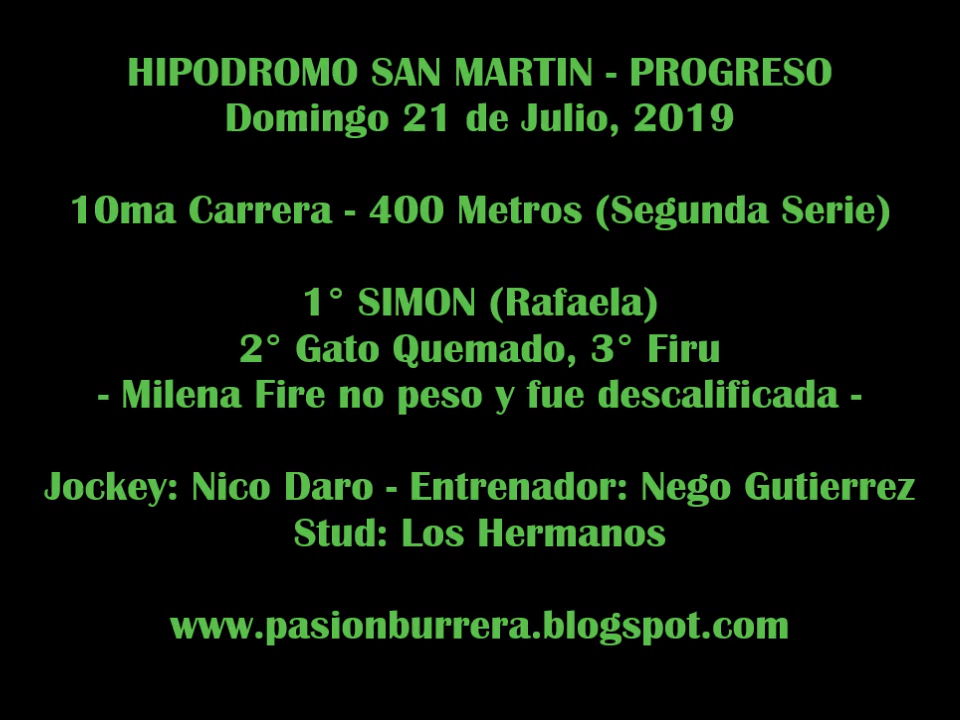 HIPODROMO SAN MARTIN - PROGRESO
Domingo 21 de Julio, 2019
10ma Carrera - 400 Metros (Segunda Serie)
1° SIMON (Rafaela)
2° Gato Quemado, 3° Firu
- Milena Fire no peso y fue descalificada -
Jockey: Nico Daro - Entrenador: Nego Gutierrez
Stud: Los Hermanos
www.pasionburrera.blogspot.com